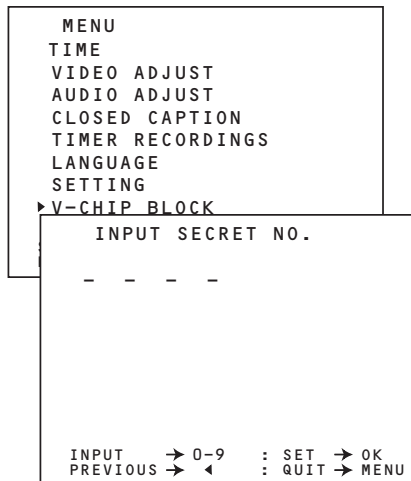 MENU
TIME
VIDEO ADJUST
AUDIO ADJUST
CLOSED CAPTION
TIMER RECORDINGS
LANGUAGE
SETTING
V-CHIP BLOCK
INPUT SECRET NO.
– – – –
INPUT → 0-9 : SET → OK
PREVIOUS → ◀ : QUIT → MENU